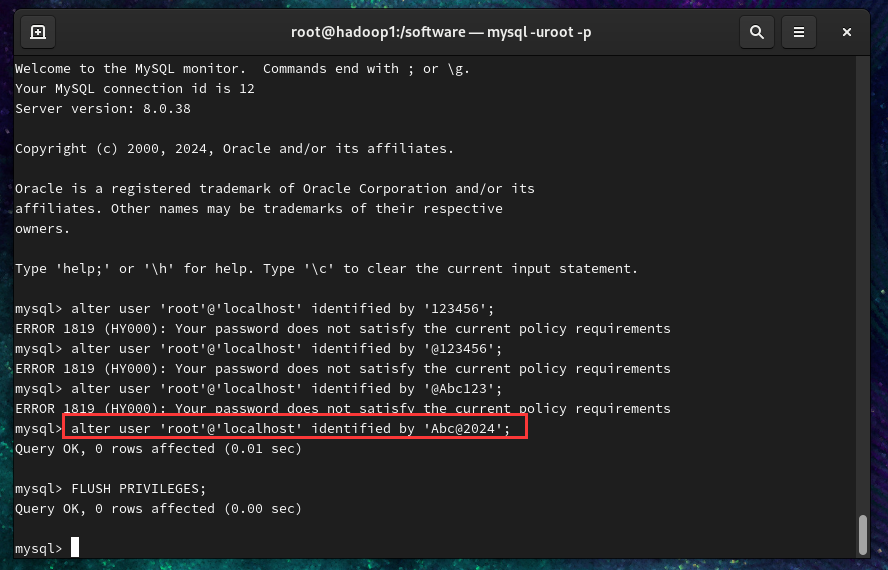 root@hadoop1:/software — mysql -uroot -p
Welcome to the MySQL monitor.  Commands end with ; or \g.
Your MySQL connection id is 12
Server version: 8.0.38
Copyright (c) 2000, 2024, Oracle and/or its affiliates.
Oracle is a registered trademark of Oracle Corporation and/or its
affiliates. Other names may be trademarks of their respective
owners.
Type 'help;' or '\h' for help. Type '\c' to clear the current input statement.
mysql> alter user 'root'@'localhost' identified by '123456';
ERROR 1819 (HY000): Your password does not satisfy the current policy requirements
mysql> alter user 'root'@'localhost' identified by '@123456';
ERROR 1819 (HY000): Your password does not satisfy the current policy requirements
mysql> alter user 'root'@'localhost' identified by '@Abc123';
ERROR 1819 (HY000): Your password does not satisfy the current policy requirements
mysql> alter user 'root'@'localhost' identified by 'Abc@2024';
Query OK, 0 rows affected (0.01 sec)
mysql> FLUSH PRIVILEGES;
Query OK, 0 rows affected (0.00 sec)
mysql>